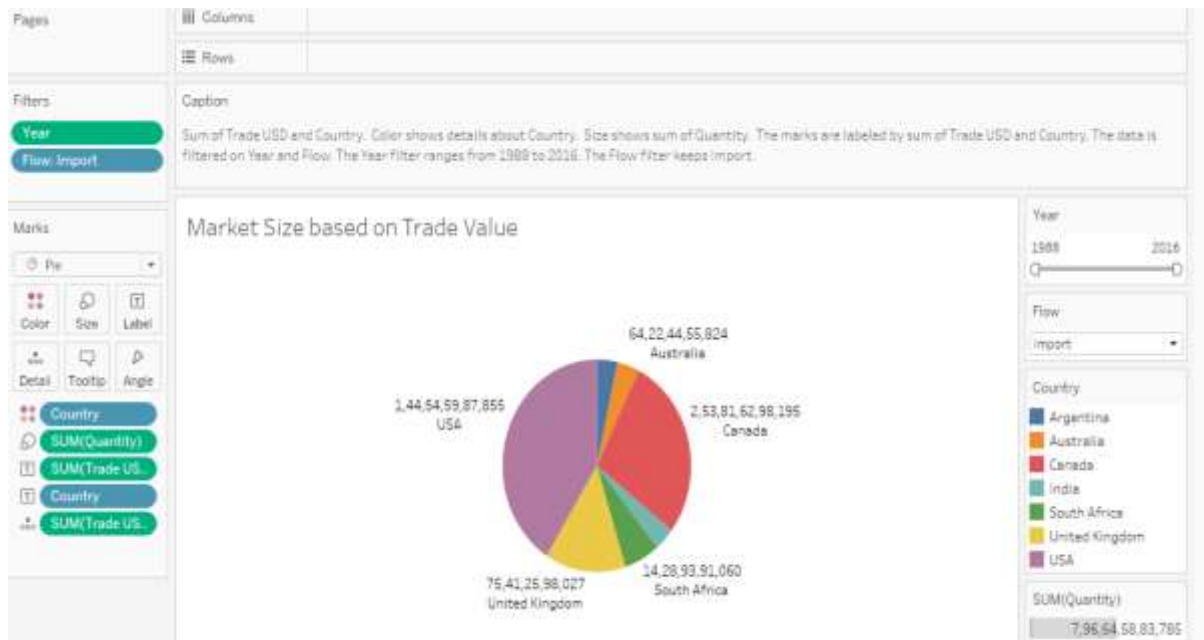 Pages
Columns
Rows
Filters
Year
Flow: Import
Caption
Sum of Trade USD and Country. Color shows details about Country. Size shows sum of Quantity. The marks are labeled by sum of Trade USD and Country. The data is
filtered on Year and Flow. The Year filter ranges from 1988 to 2016. The Flow filter keeps Import.
Marks
Pie
Color Size Label
Detail Tooltip Angle
Country
SUM(Quantity)
SUM(Trade US..
Country
SUM(Trade US..
Market Size based on Trade Value
64,22,44,55,824
Australia
2,53,81,62,98,195
Canada
1,44,54,59,87,855
USA
14,28,93,91,060
South Africa
75,41,25,98,027
United Kingdom
Year
1988 2016
Flow
Import
Country
Argentina
Australia
Canada
India
South Africa
United Kingdom
USA
SUM(Quantity)
7,96,64,58,83,785